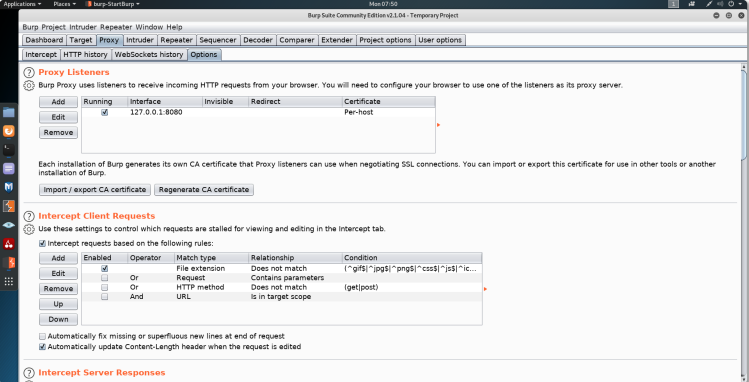 Applications Places burp-StartBurp Mon 07:50 1
Burp Suite Community Edition v2.1.04 - Temporary Project
Burp Project Intruder Repeater Window Help
Dashboard Target Proxy Intruder Repeater Sequencer Decoder Comparer Extender Project options User options
Intercept HTTP history WebSockets history Options
? Proxy Listeners
Burp Proxy uses listeners to receive incoming HTTP requests from your browser. You will need to configure your browser to use one of the listeners as its proxy server.
Add Running Interface Invisible Redirect Certificate
127.0.0.1:8080 Per-host
Edit
Remove
Each installation of Burp generates its own CA certificate that Proxy listeners can use when negotiating SSL connections. You can import or export this certificate for use in other tools or another
installation of Burp.
Import / export CA certificate Regenerate CA certificate
? Intercept Client Requests
Use these settings to control which requests are stalled for viewing and editing in the Intercept tab.
Intercept requests based on the following rules:
Add Enabled Operator Match type Relationship Condition
File extension Does not match (^gif$|^jpg$|^png$|^css$|^js$|^ic...
Edit Or Request Contains parameters
Remove Or HTTP method Does not match (get|post)
And URL Is in target scope
Up
Down
Automatically fix missing or superfluous new lines at end of request
Automatically update Content-Length header when the request is edited
? Intercept Server Responses